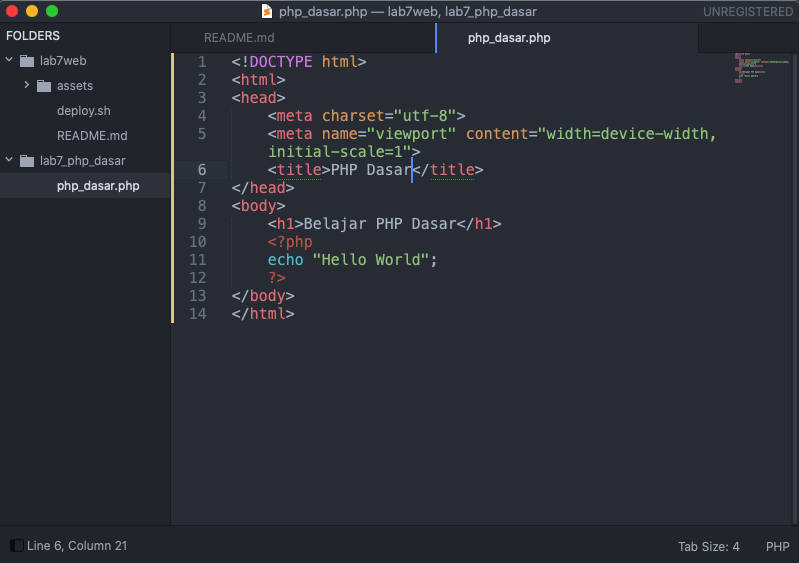 php_dasar.php — lab7web, lab7_php_dasar
UNREGISTERED
FOLDERS
lab7web
assets
deploy.sh
README.md
lab7_php_dasar
php_dasar.php
README.md
php_dasar.php
1 <!DOCTYPE html>
2 <html>
3 <head>
4     <meta charset="utf-8">
5     <meta name="viewport" content="width=device-width,
    initial-scale=1">
6     <title>PHP Dasar</title>
7 </head>
8 <body>
9     <h1>Belajar PHP Dasar</h1>
10     <?php
11     echo "Hello World";
12     ?>
13 </body>
14 </html>
Line 6, Column 21
Tab Size: 4
PHP